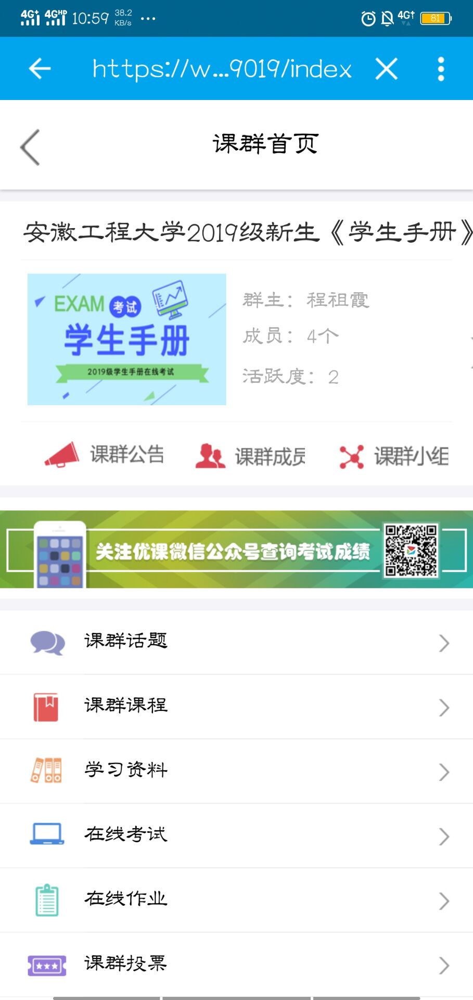 4G+ 4GHD 10:59 38.2 KB/s ... 4G+ 81
https://w...9019/index
课群首页
安徽工程大学2019级新生《学生手册》
EXAM 考试
学生手册
2019级学生手册在线考试
群主：程祖霞
成员：4个
活跃度：2
课群公告 课群成员 课群小组
关注优课微信公众号查询考试成绩
课群话题
课群课程
学习资料
在线考试
在线作业
课群投票